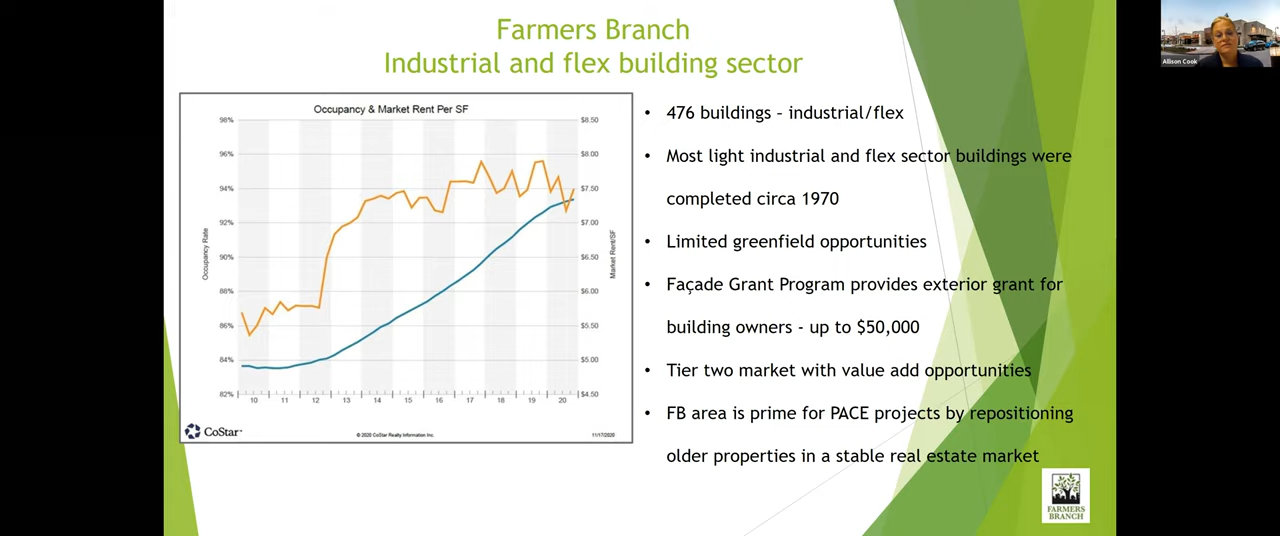 Farmers Branch
Industrial and flex building sector
Allison Cook
Occupancy & Market Rent Per SF
98%
96%
94%
92%
90%
88%
86%
84%
82%
Occupancy Rate
$8.50
$8.00
$7.50
$7.00
$6.50
$6.00
$5.50
$5.00
$4.50
Market Rent/SF
10 11 12 13 14 15 16 17 18 19 20
CoStar™
© 2020 CoStar Realty Information Inc.
11/17/2020
• 476 buildings – industrial/flex
• Most light industrial and flex sector buildings were
completed circa 1970
• Limited greenfield opportunities
• Façade Grant Program provides exterior grant for
building owners - up to $50,000
• Tier two market with value add opportunities
• FB area is prime for PACE projects by repositioning
older properties in a stable real estate market
FARMERS
BRANCH